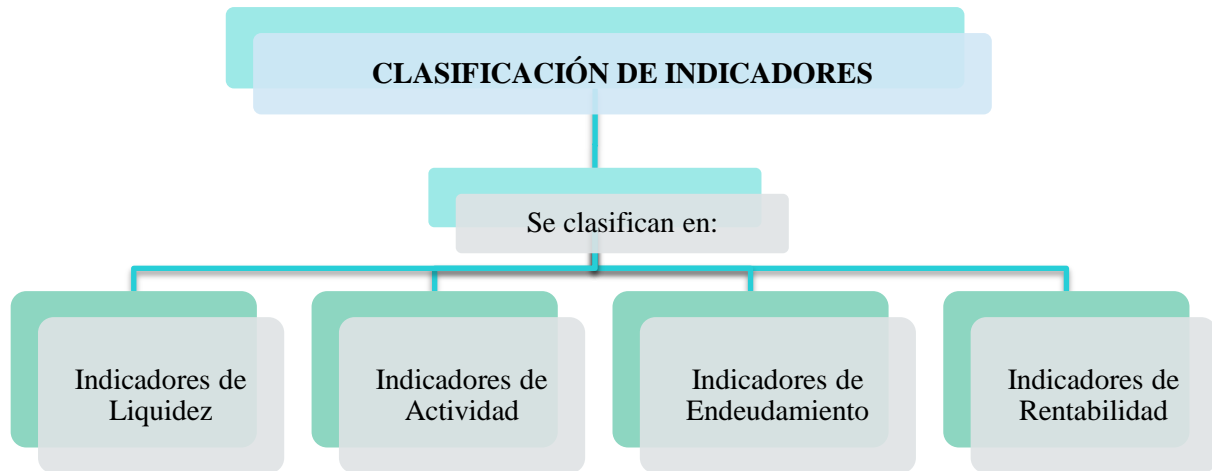 CLASIFICACIÓN DE INDICADORES
Se clasifican en:
Indicadores de
Liquidez
Indicadores de
Actividad
Indicadores de
Endeudamiento
Indicadores de
Rentabilidad